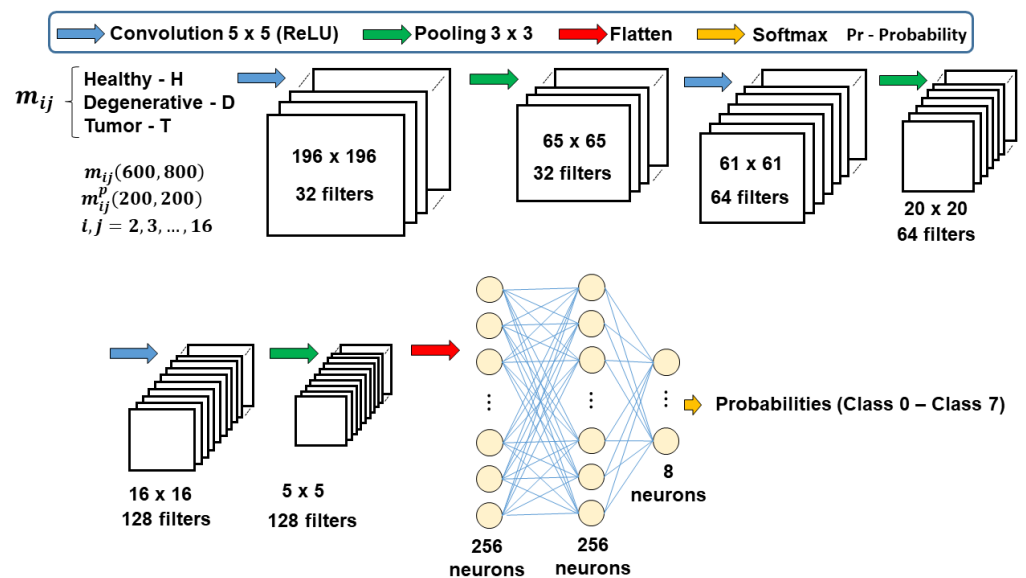 Convolution 5 x 5 (ReLU) Pooling 3 x 3 Flatten Softmax Pr - Probability
m_ij
Healthy - H
Degenerative - D
Tumor - T
m_ij(600, 800)
m^p_ij(200, 200)
i, j = 2, 3, ..., 16
196 x 196
32 filters
65 x 65
32 filters
61 x 61
64 filters
20 x 20
64 filters
16 x 16
128 filters
5 x 5
128 filters
256
neurons
256
neurons
8
neurons
Probabilities (Class 0 – Class 7)